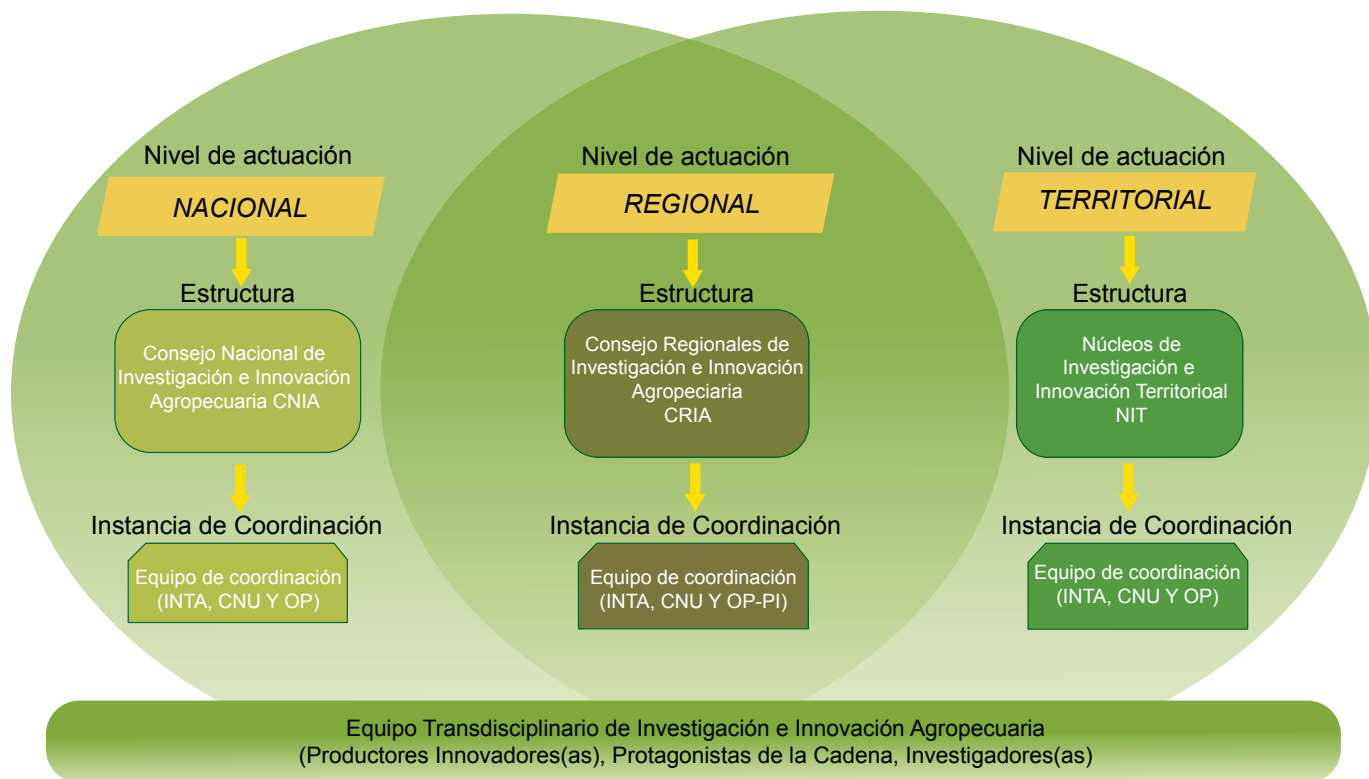 Nivel de actuación
NACIONAL
Estructura
Consejo Nacional de
Investigación e Innovación
Agropecuaria CNIA
Instancia de Coordinación
Equipo de coordinación
(INTA, CNU Y OP)
Nivel de actuación
REGIONAL
Estructura
Consejo Regionales de
Investigación e Innovación
Agropeciaria
CRIA
Instancia de Coordinación
Equipo de coordinación
(INTA, CNU Y OP-PI)
Nivel de actuación
TERRITORIAL
Estructura
Núcleos de
Investigación e
Innovación Territorioal
NIT
Instancia de Coordinación
Equipo de coordinación
(INTA, CNU Y OP)
Equipo Transdisciplinario de Investigación e Innovación Agropecuaria
(Productores Innovadores(as), Protagonistas de la Cadena, Investigadores(as)